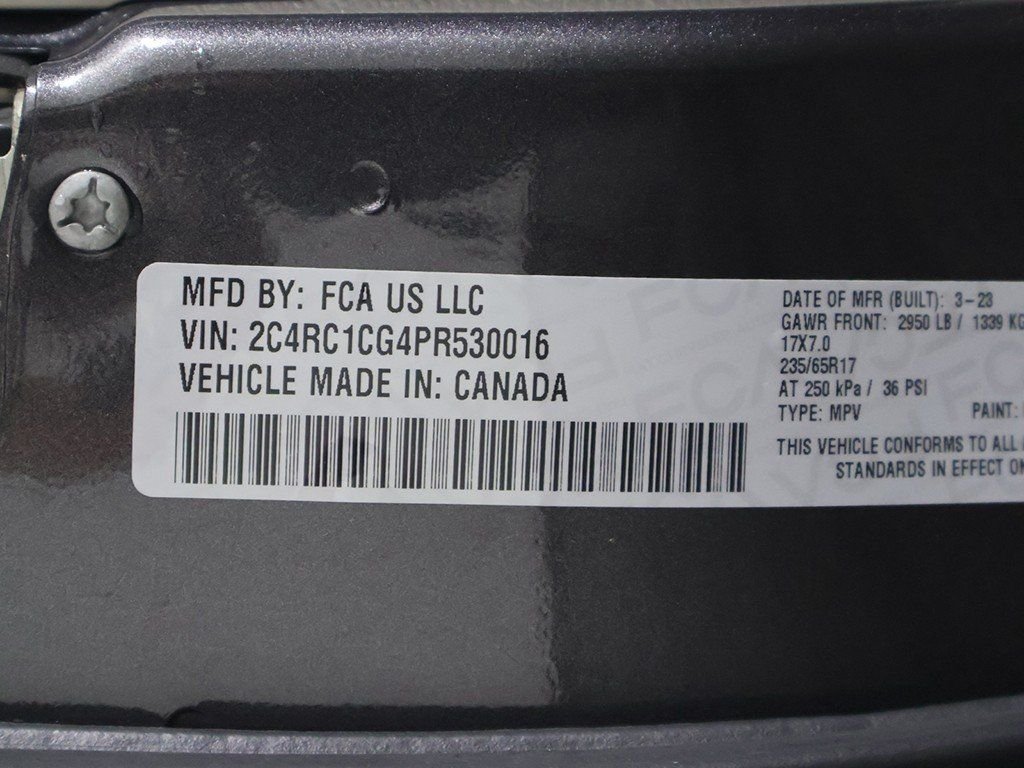 MFD BY: FCA US LLC
VIN: 2C4RC1CG4PR530016
VEHICLE MADE IN: CANADA
DATE OF MFR (BUILT): 3-23
GAWR FRONT: 2950 LB / 1339 KG
17X7.0
235/65R17
AT 250 kPa / 36 PSI
TYPE: MPV PAINT:
THIS VEHICLE CONFORMS TO ALL
STANDARDS IN EFFECT ON